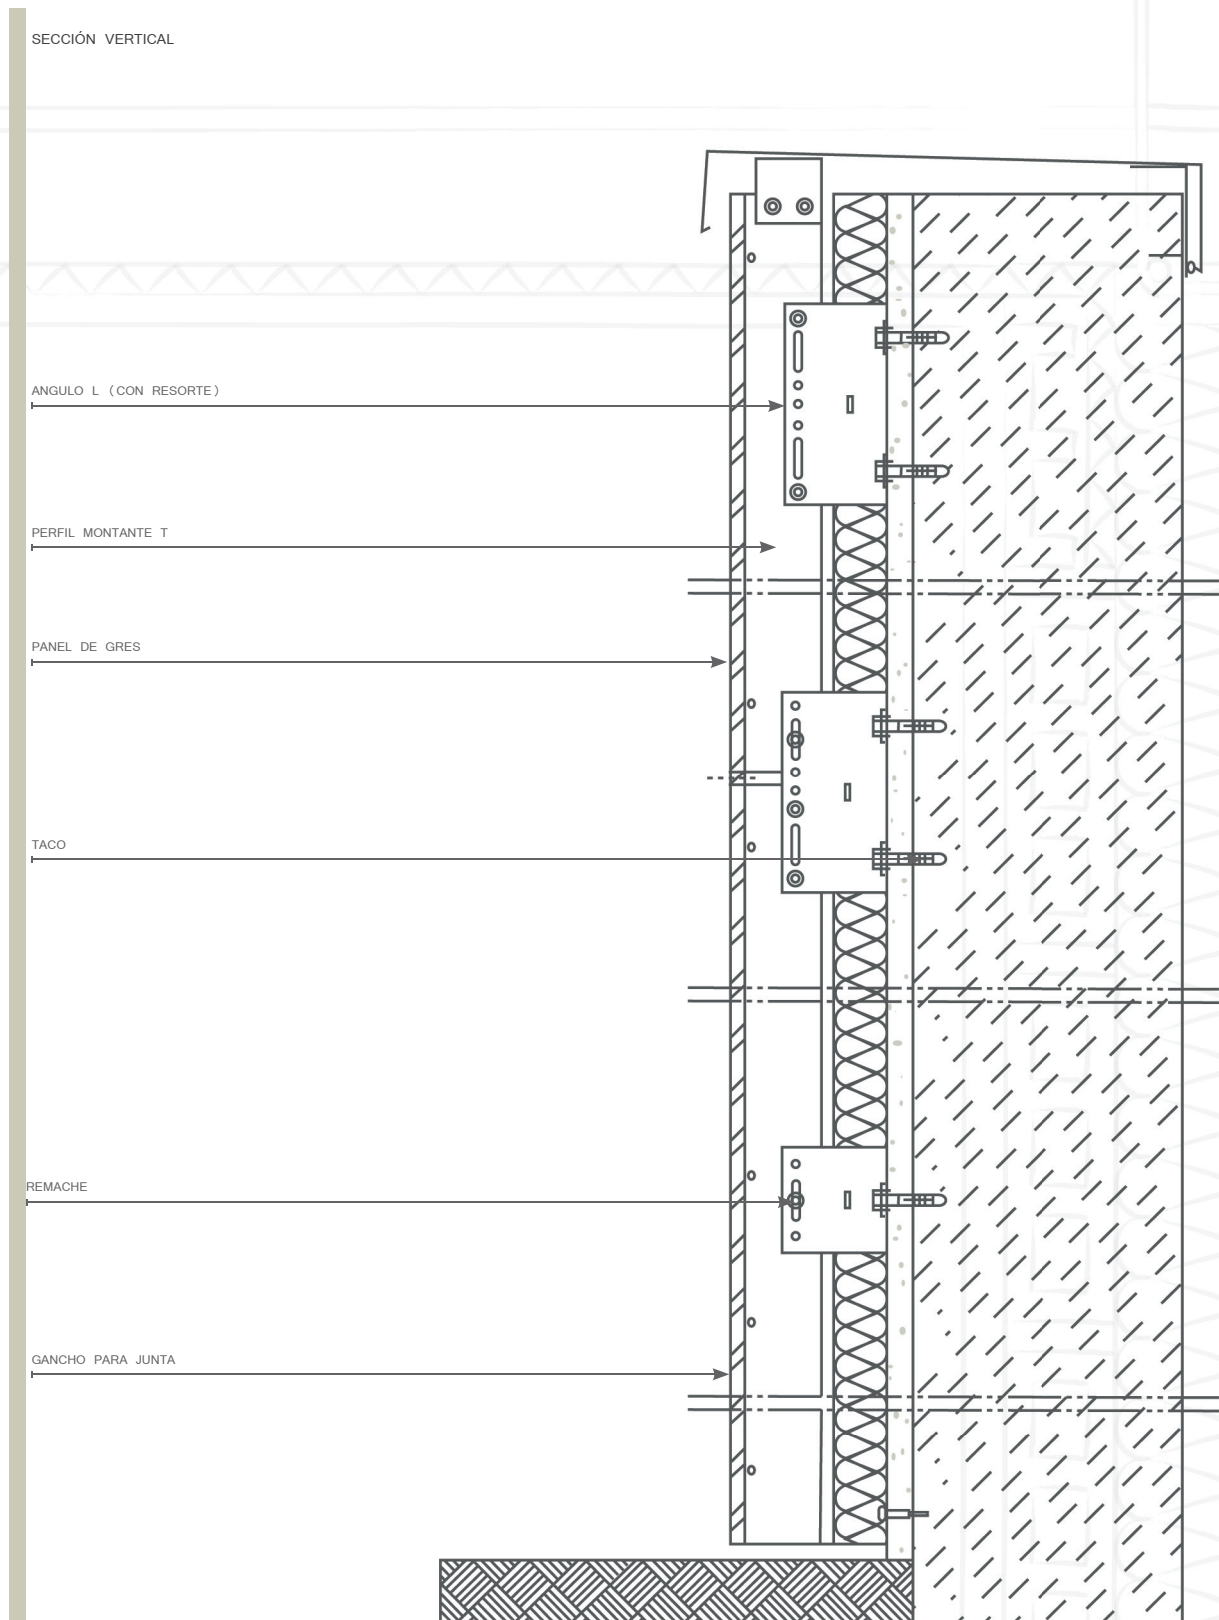 SECCIÓN VERTICAL
ANGULO L (CON RESORTE)
PERFIL MONTANTE T
PANEL DE GRES
TACO
REMACHE
GANCHO PARA JUNTA